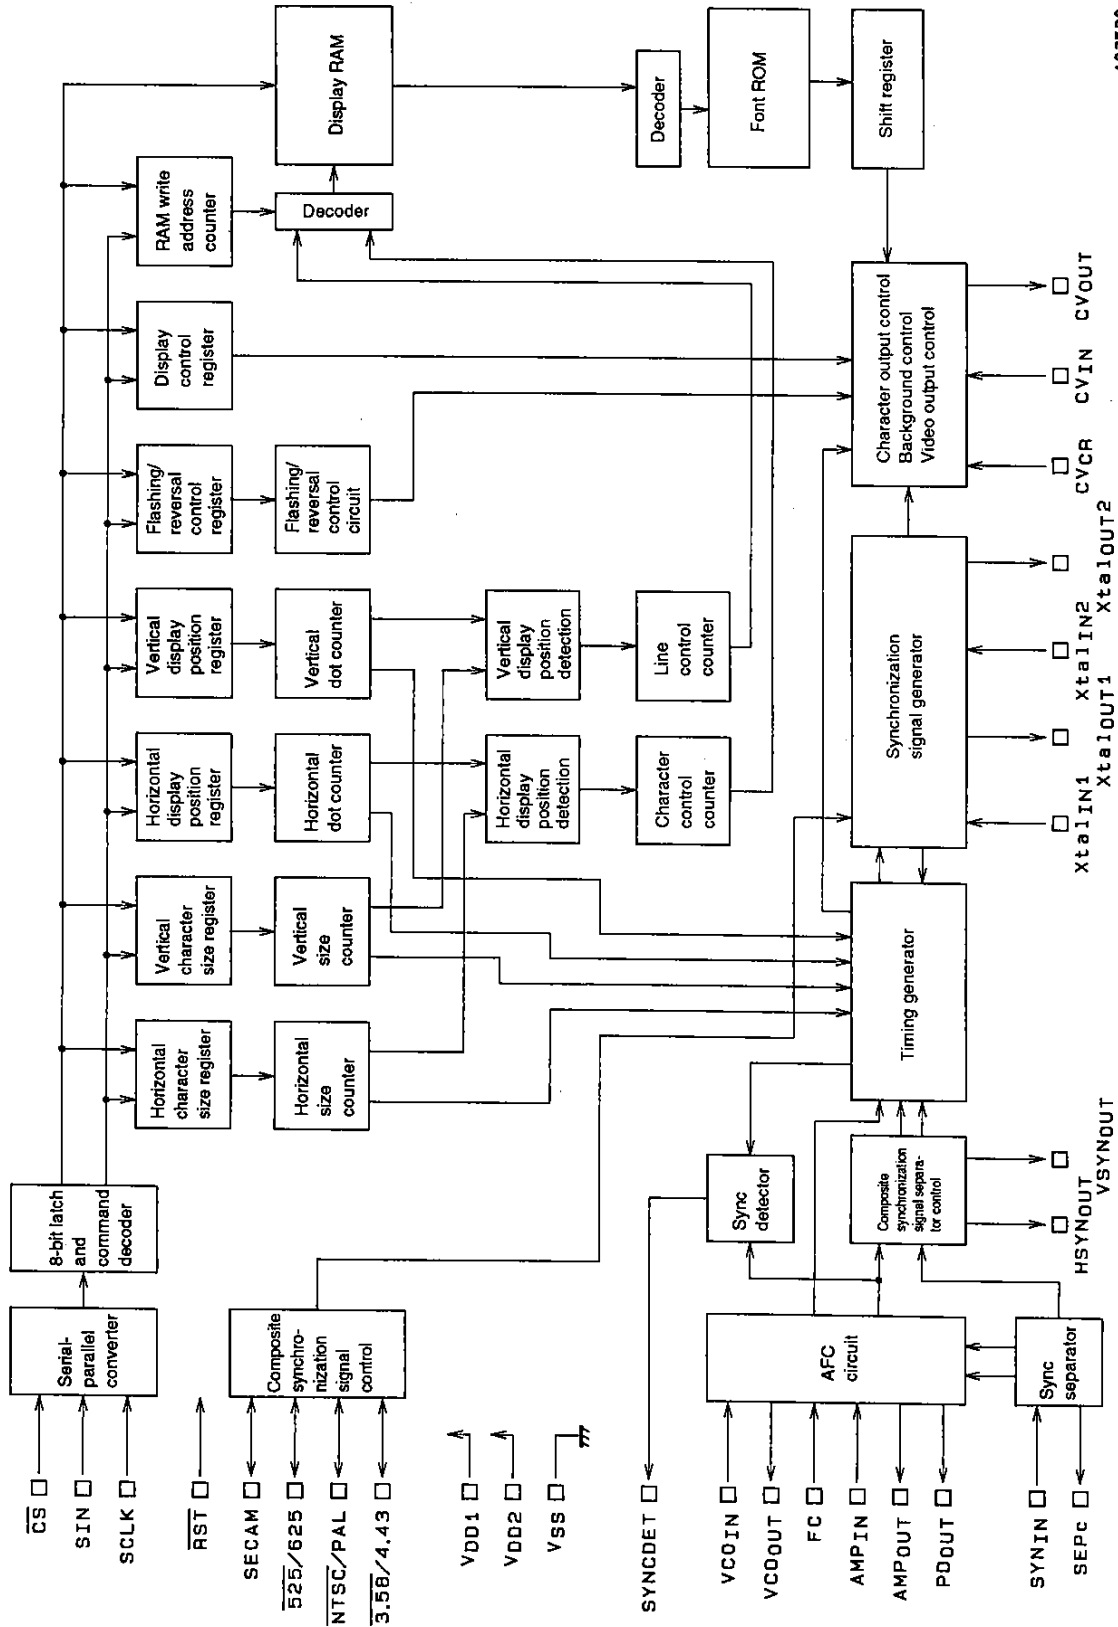 CS
SIN
SCLK
RST
SECAM
525/625
NTSC/PAL
3.58/4.43
VDD1
VDD2
VSS
SYNCDET
VCOIN
VCOOUT
FC
AMPIN
AMPOUT
PDOUT
SYNIN
SEPC
Serial-
parallel
converter
8-bit latch
and
command
decoder
Composite
synchro-
nization
signal
control
Horizontal
character
size register
Vertical
character
size register
Horizontal
display
position
register
Vertical
display
position
register
Flashing/
reversal
control
register
Display
control
register
RAM write
address
counter
Horizontal
size
counter
Vertical
size
counter
Horizontal
dot counter
Vertical
dot counter
Flashing/
reversal
control
circuit
Decoder
Display RAM
Horizontal
display
position
detection
Vertical
display
position
detection
Character
control
counter
Line
control
counter
Decoder
Font ROM
Shift register
Sync
detector
AFC
circuit
Sync
separator
Composite
synchronization
signal separa-
tor control
Timing generator
Synchronization
signal generator
Character output control
Background control
Video output control
HSYNOUT
VSYNOUT
XtalIN1
XtalOUT1
XtalIN2
XtalOUT2
CVCR
CVIN
CVOUT